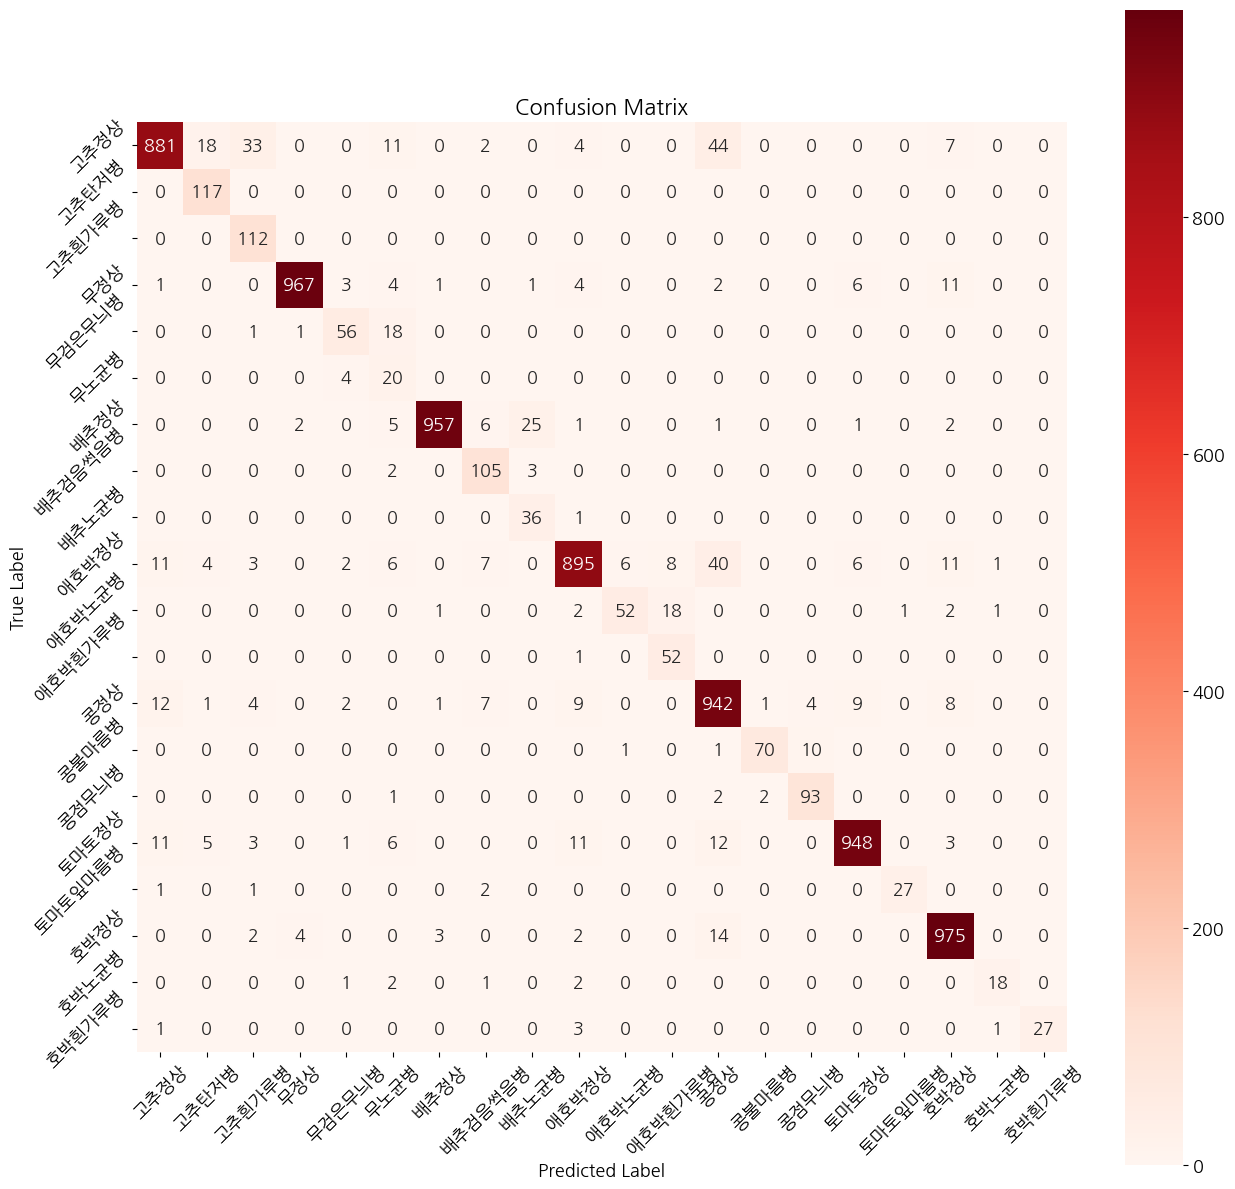 Confusion Matrix
고추정상 881 18 33 0 0 11 0 2 0 4 0 0 44 0 0 0 0 7 0 0
고추탄저병 0 117 0 0 0 0 0 0 0 0 0 0 0 0 0 0 0 0 0 0
고추흰가루병 0 0 112 0 0 0 0 0 0 0 0 0 0 0 0 0 0 0 0 0
무정상 1 0 0 967 3 4 1 0 1 4 0 0 2 0 0 6 0 11 0 0
무검은무늬병 0 0 1 1 56 18 0 0 0 0 0 0 0 0 0 0 0 0 0 0
무노균병 0 0 0 0 4 20 0 0 0 0 0 0 0 0 0 0 0 0 0 0
배추정상 0 0 0 2 0 5 957 6 25 1 0 0 1 0 0 1 0 2 0 0
배추검음썩음병 0 0 0 0 0 2 0 105 3 0 0 0 0 0 0 0 0 0 0 0
배추노균병 0 0 0 0 0 0 0 0 36 1 0 0 0 0 0 0 0 0 0 0
애호박정상 11 4 3 0 2 6 0 7 0 895 6 8 40 0 0 6 0 11 1 0
애호박노균병 0 0 0 0 0 0 1 0 0 2 52 18 0 0 0 0 1 2 1 0
애호박흰가루병 0 0 0 0 0 0 0 0 0 1 0 52 0 0 0 0 0 0 0 0
콩정상 12 1 4 0 2 0 1 7 0 9 0 0 942 1 4 9 0 8 0 0
콩불마름병 0 0 0 0 0 0 0 0 0 0 1 0 1 70 10 0 0 0 0 0
콩점무늬병 0 0 0 0 0 1 0 0 0 0 0 0 2 2 93 0 0 0 0 0
토마토정상 11 5 3 0 1 6 0 0 0 11 0 0 12 0 0 948 0 3 0 0
토마토잎마름병 1 0 1 0 0 0 0 2 0 0 0 0 0 0 0 0 27 0 0 0
호박정상 0 0 2 4 0 0 3 0 0 2 0 0 14 0 0 0 0 975 0 0
호박노균병 0 0 0 0 1 2 0 1 0 2 0 0 0 0 0 0 0 0 18 0
호박흰가루병 1 0 0 0 0 0 0 0 0 3 0 0 0 0 0 0 0 0 1 27
고추정상 고추탄저병 고추흰가루병 무정상 무검은무늬병 무노균병 배추정상 배추검음썩음병 배추노균병 애호박정상 애호박노균병 애호박흰가루병 콩정상 콩불마름병 콩점무늬병 토마토정상 토마토잎마름병 호박정상 호박노균병 호박흰가루병
Predicted Label
True Label
800
600
400
200
0